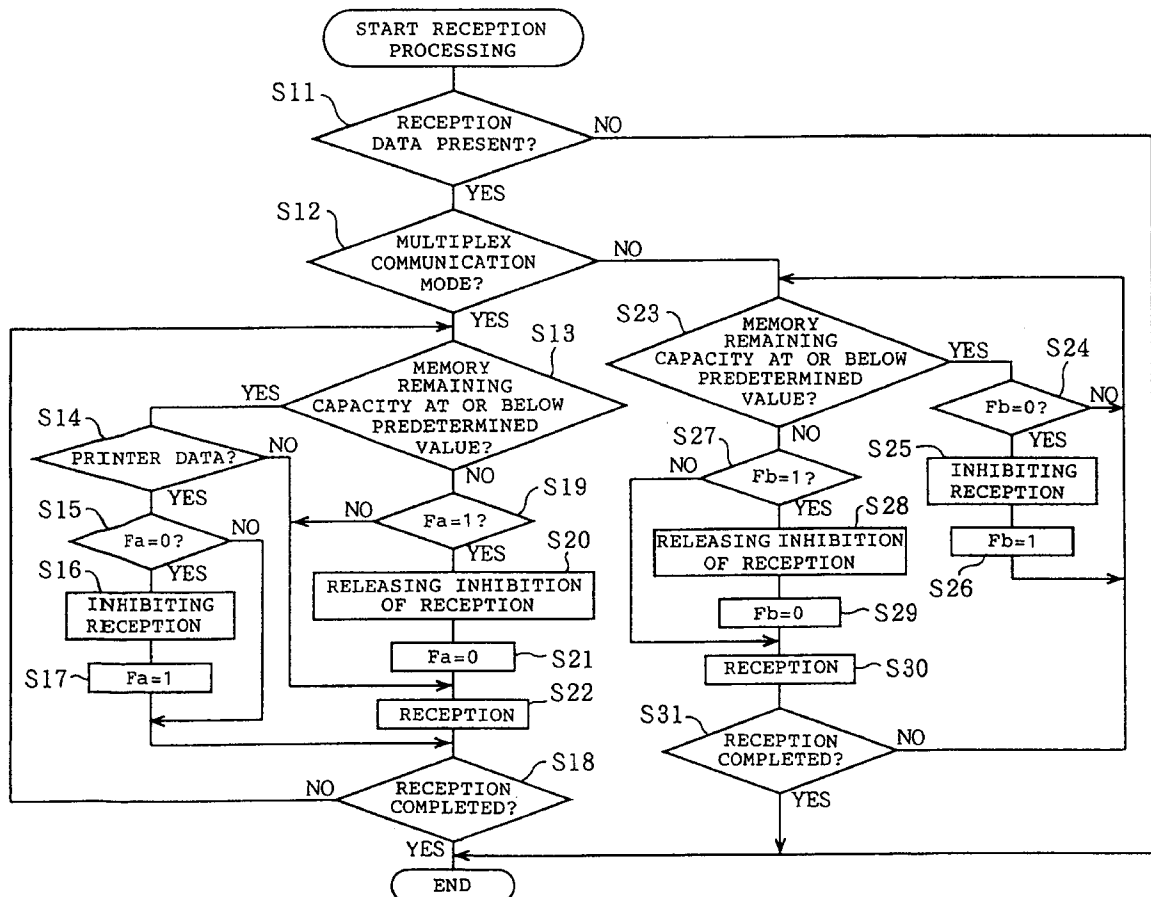 START RECEPTION
PROCESSING
S11
RECEPTION
DATA PRESENT?
NO
YES
S12
MULTIPLEX
COMMUNICATION
MODE?
NO
YES
S13
MEMORY
REMAINING
CAPACITY AT OR BELOW
PREDETERMINED
VALUE?
YES
NO
S14
PRINTER DATA?
NO
YES
S15
Fa=0?
NO
YES
S16
INHIBITING
RECEPTION
S17
Fa=1
S19
Fa=1?
NO
YES
S20
RELEASING INHIBITION
OF RECEPTION
Fa=0
S21
S22
RECEPTION
S18
RECEPTION
COMPLETED?
NO
YES
END
S23
MEMORY
REMAINING
CAPACITY AT OR BELOW
PREDETERMINED
VALUE?
YES
NO
S24
Fb=0?
NO
YES
S25
INHIBITING
RECEPTION
Fb=1
S26
S27
Fb=1?
NO
YES
S28
RELEASING INHIBITION
OF RECEPTION
Fb=0
S29
RECEPTION
S30
S31
RECEPTION
COMPLETED?
NO
YES